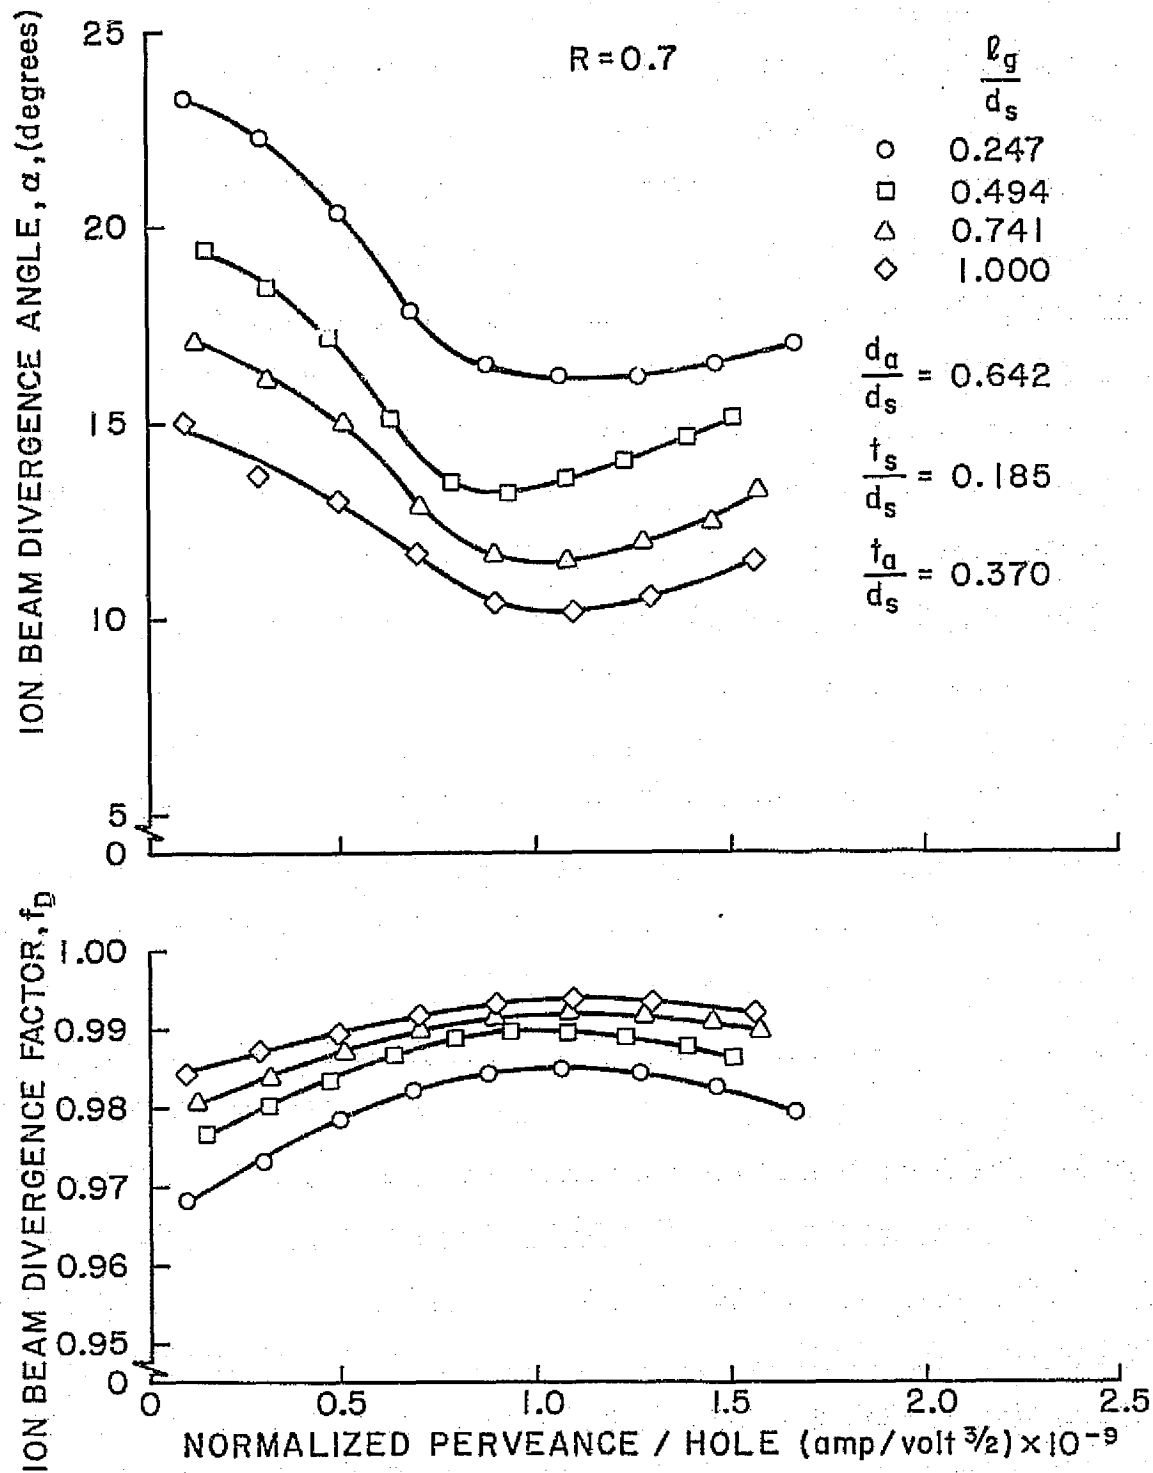 ION BEAM DIVERGENCE ANGLE, α, (degrees)
25
20
15
10
5
0
R = 0.7
ℓg
ds
0.247
0.494
0.741
1.000
da
ds = 0.642
ts
ds = 0.185
ta
ds = 0.370
ION BEAM DIVERGENCE FACTOR, fD
1.00
0.99
0.98
0.97
0.96
0.95
0
0 0.5 1.0 1.5 2.0 2.5
NORMALIZED PERVEANCE / HOLE (amp/volt 3/2) × 10⁻⁹